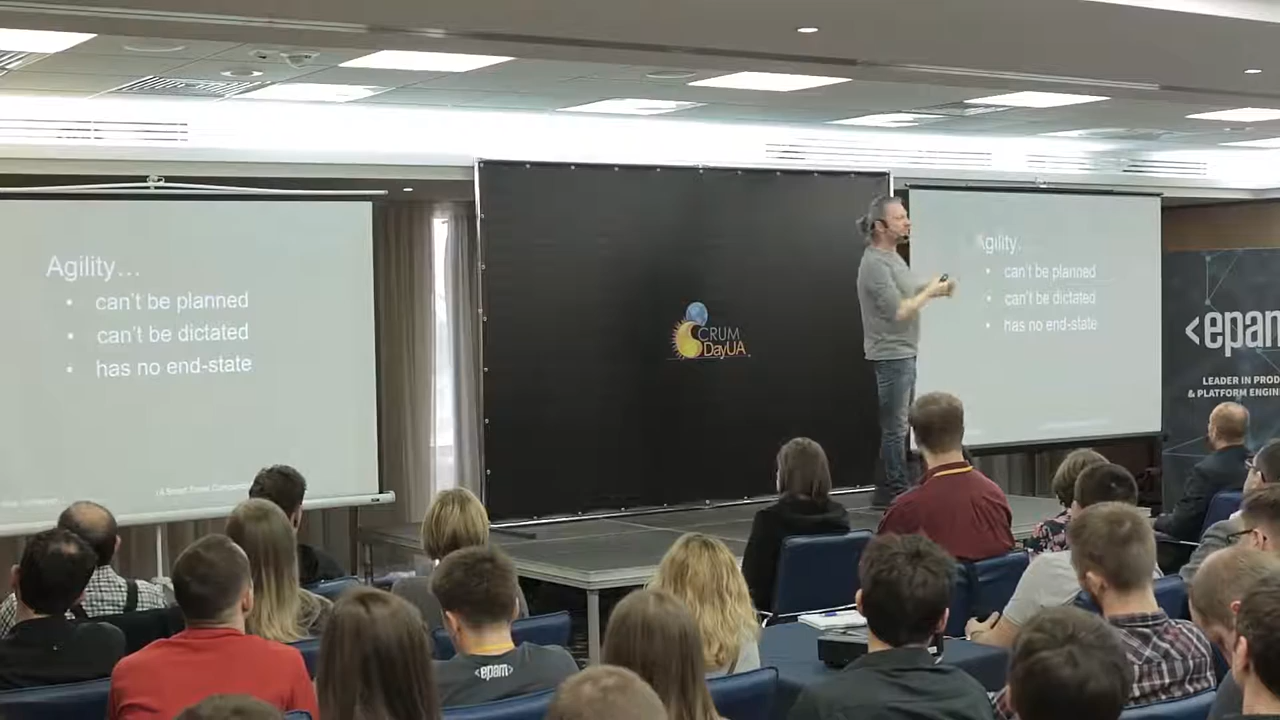 Agility…
• can't be planned
• can't be dictated
• has no end-state
SCRUM
DayUA
Agility…
• can't be planned
• can't be dictated
• has no end-state
<epam
LEADER IN PROD
& PLATFORM ENGIN
<epam>